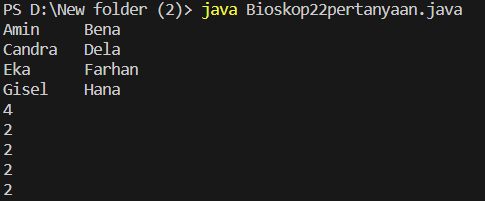 PS D:\New folder (2)> java Bioskop22pertanyaan.java
Amin    Bena
Candra  Dela
Eka     Farhan
Gisel   Hana
4
2
2
2
2